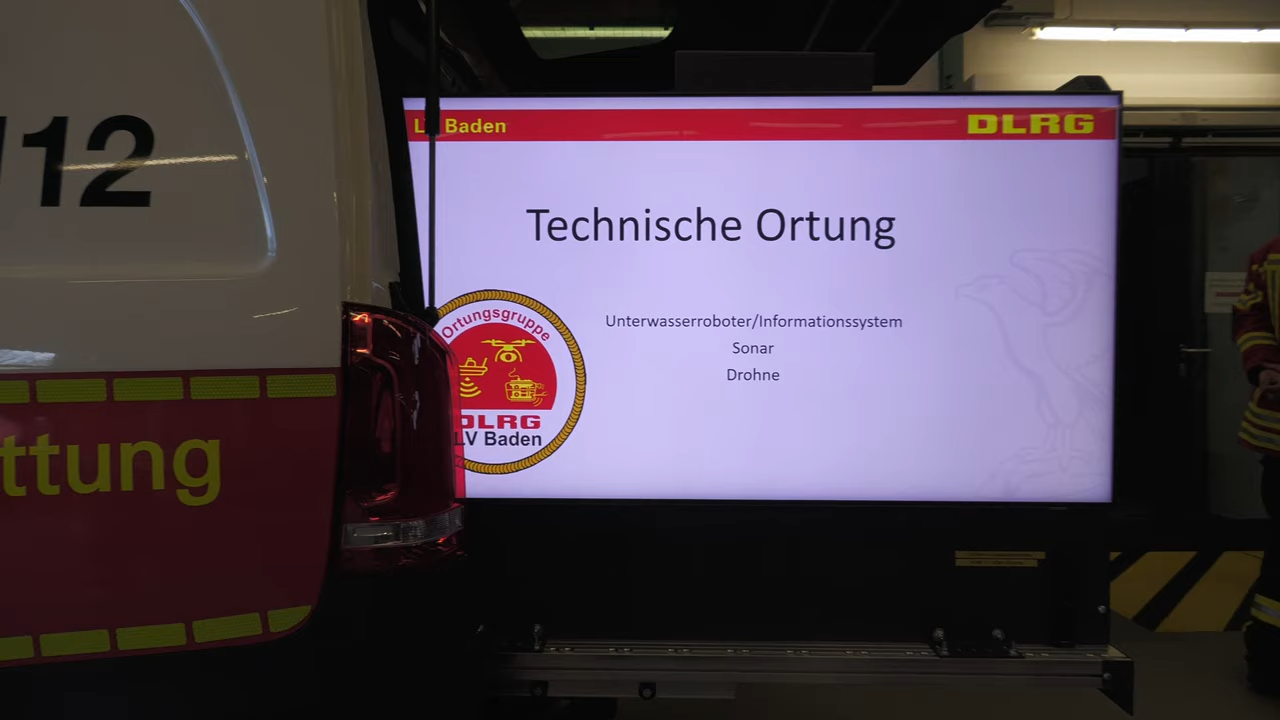 112
ttung
LV Baden
DLRG
Technische Ortung
Unterwasserroboter/Informationssystem
Sonar
Drohne
Ortungsgruppe
DLRG
LV Baden